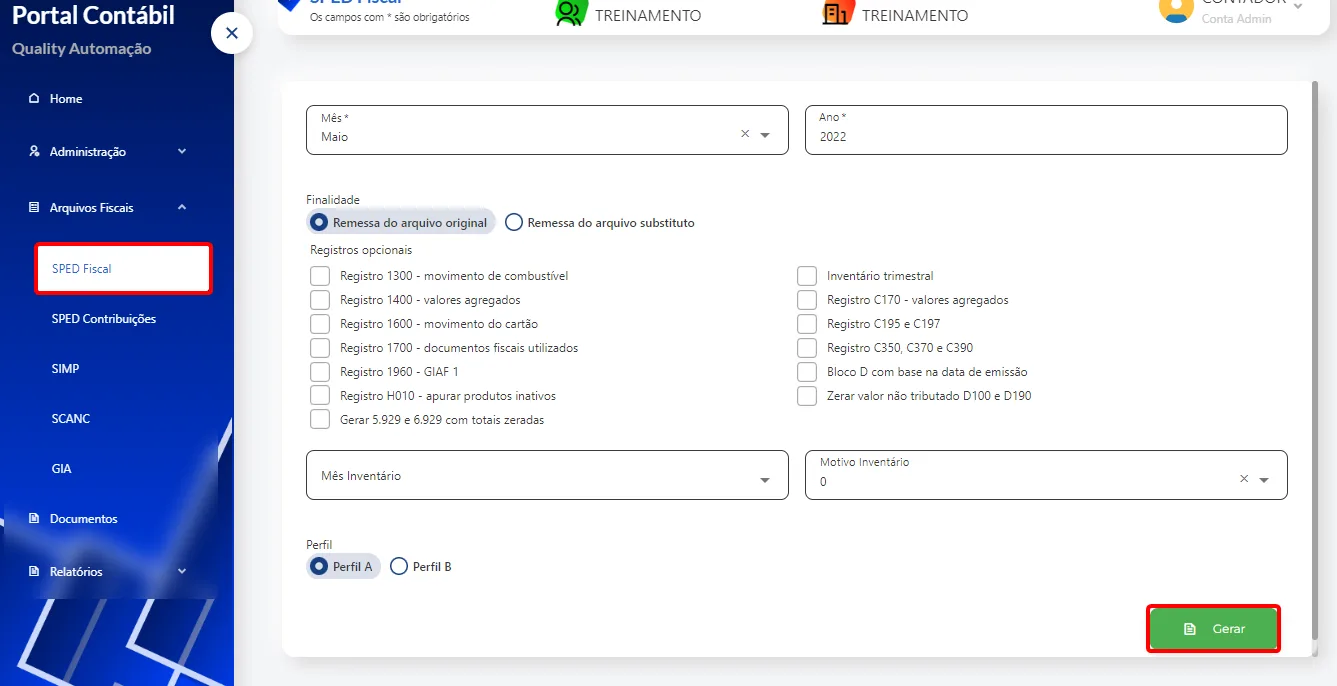 Portal Contábil
Quality Automação
Home
Administração
Arquivos Fiscais
SPED Fiscal
SPED Contribuições
SIMP
SCANC
GIA
Documentos
Relatórios
SPED Fiscal
Os campos com * são obrigatórios
TREINAMENTO
TREINAMENTO
CONTADOR
Conta Admin
Mês *
Maio
Ano *
2022
Finalidade
Remessa do arquivo original
Remessa do arquivo substituto
Registros opcionais
Registro 1300 - movimento de combustível
Registro 1400 - valores agregados
Registro 1600 - movimento do cartão
Registro 1700 - documentos fiscais utilizados
Registro 1960 - GIAF 1
Registro H010 - apurar produtos inativos
Gerar 5.929 e 6.929 com totais zeradas
Inventário trimestral
Registro C170 - valores agregados
Registro C195 e C197
Registro C350, C370 e C390
Bloco D com base na data de emissão
Zerar valor não tributado D100 e D190
Mês Inventário
Motivo Inventário
0
Perfil
Perfil A
Perfil B
Gerar